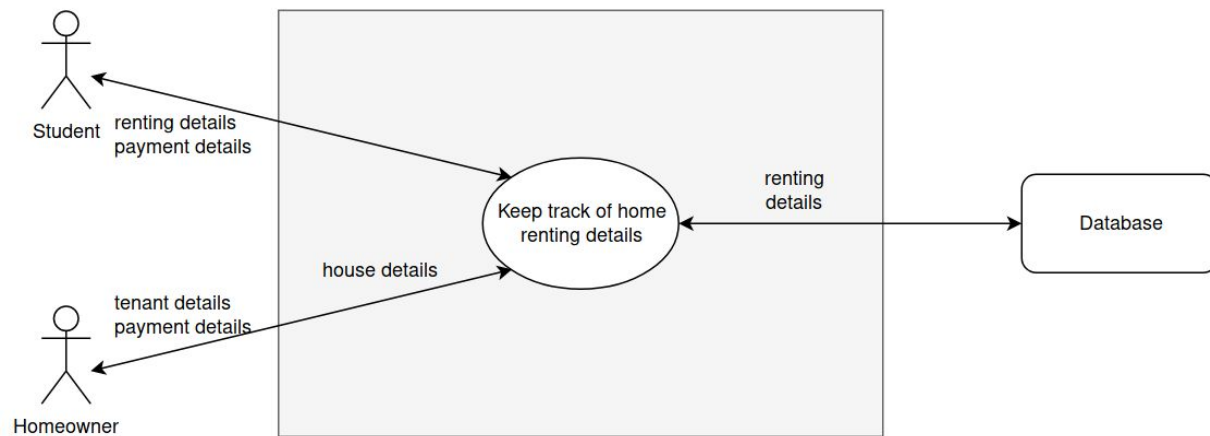 Student
renting details
payment details
Keep track of home
renting details
renting
details
Database
house details
tenant details
payment details
Homeowner